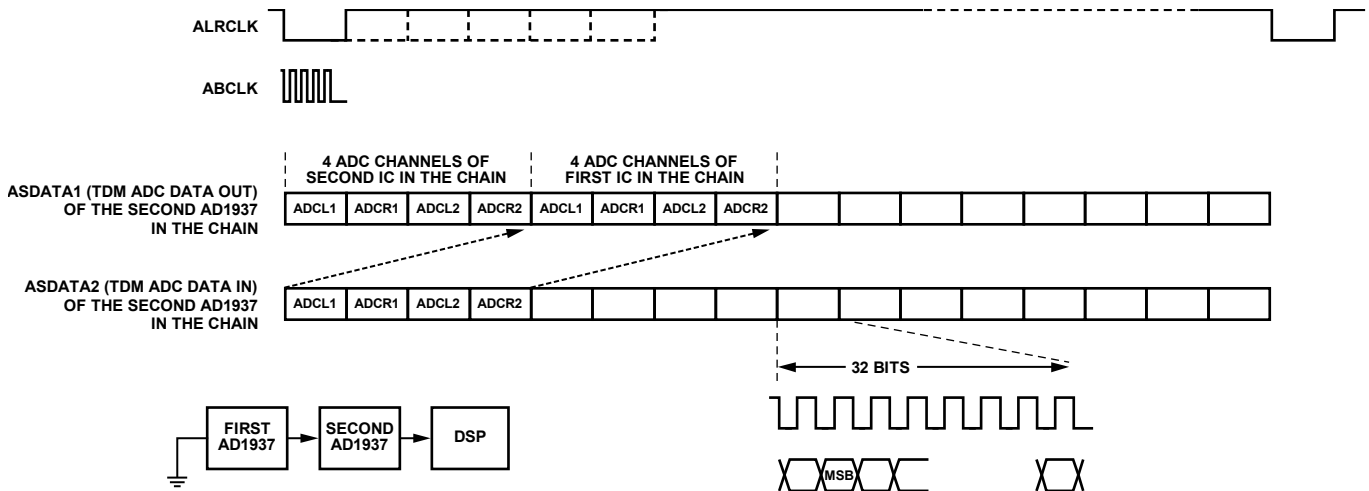 ALRCLK
ABCLK
4 ADC CHANNELS OF
SECOND IC IN THE CHAIN
4 ADC CHANNELS OF
FIRST IC IN THE CHAIN
ASDATA1 (TDM ADC DATA OUT)
OF THE SECOND AD1937
IN THE CHAIN
ADCL1 ADCR1 ADCL2 ADCR2 ADCL1 ADCR1 ADCL2 ADCR2
ASDATA2 (TDM ADC DATA IN)
OF THE SECOND AD1937
IN THE CHAIN
ADCL1 ADCR1 ADCL2 ADCR2
32 BITS
FIRST
AD1937
SECOND
AD1937
DSP
MSB